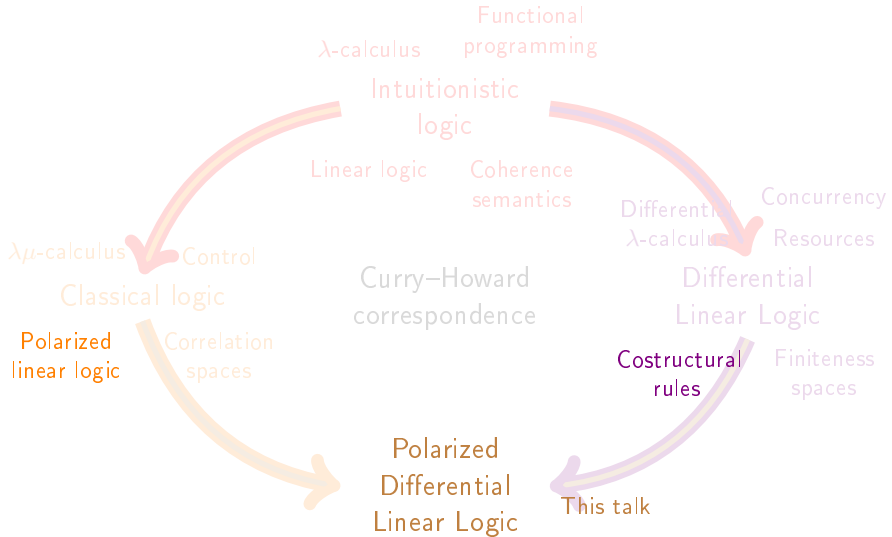 Functional
programming
λ-calculus
Intuitionistic
logic
Linear logic
Coherence
semantics
Differential
λ-calculus
Concurrency
Resources
λμ-calculus
Control
Classical logic
Curry–Howard
correspondence
Differential
Linear Logic
Polarized
linear logic
Correlation
spaces
Costructural
rules
Finiteness
spaces
Polarized
Differential
Linear Logic
This talk